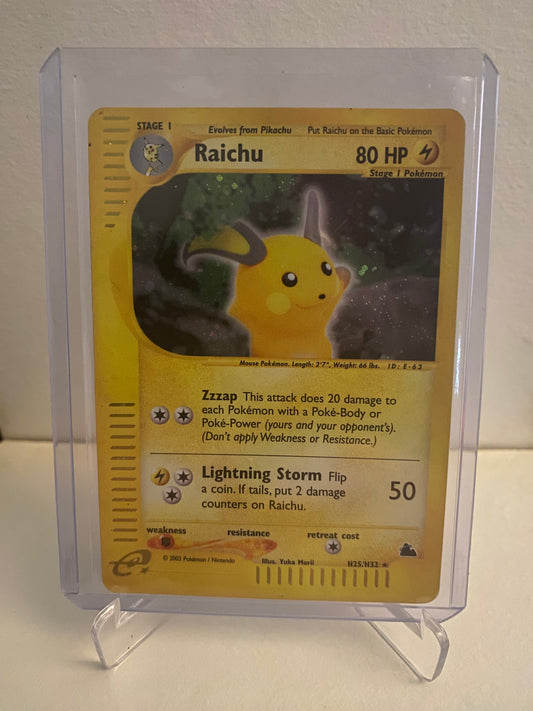 STAGE 1
Evolves from Pikachu Put Raichu on the Basic Pokémon
Raichu 80 HP
Stage 1 Pokémon
Mouse Pokémon. Length: 2'7", Weight: 66 lbs. ID: E-63
Zzzap This attack does 20 damage to
each Pokémon with a Poké-Body or
Poké-Power (yours and your opponent's).
(Don't apply Weakness or Resistance.)
Lightning Storm Flip
a coin. If tails, put 2 damage
counters on Raichu.
50
weakness resistance retreat cost
e
© 2003 Pokémon / Nintendo Illus. Yuka Morii H25/H32